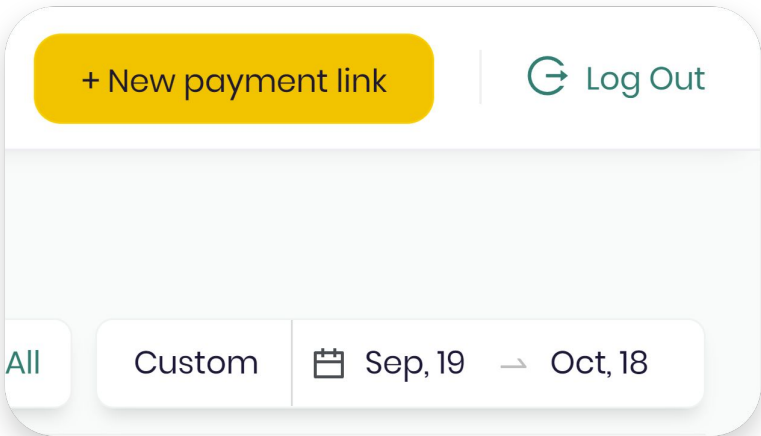 + New payment link
Log Out
All
Custom
Sep, 19
Oct, 18